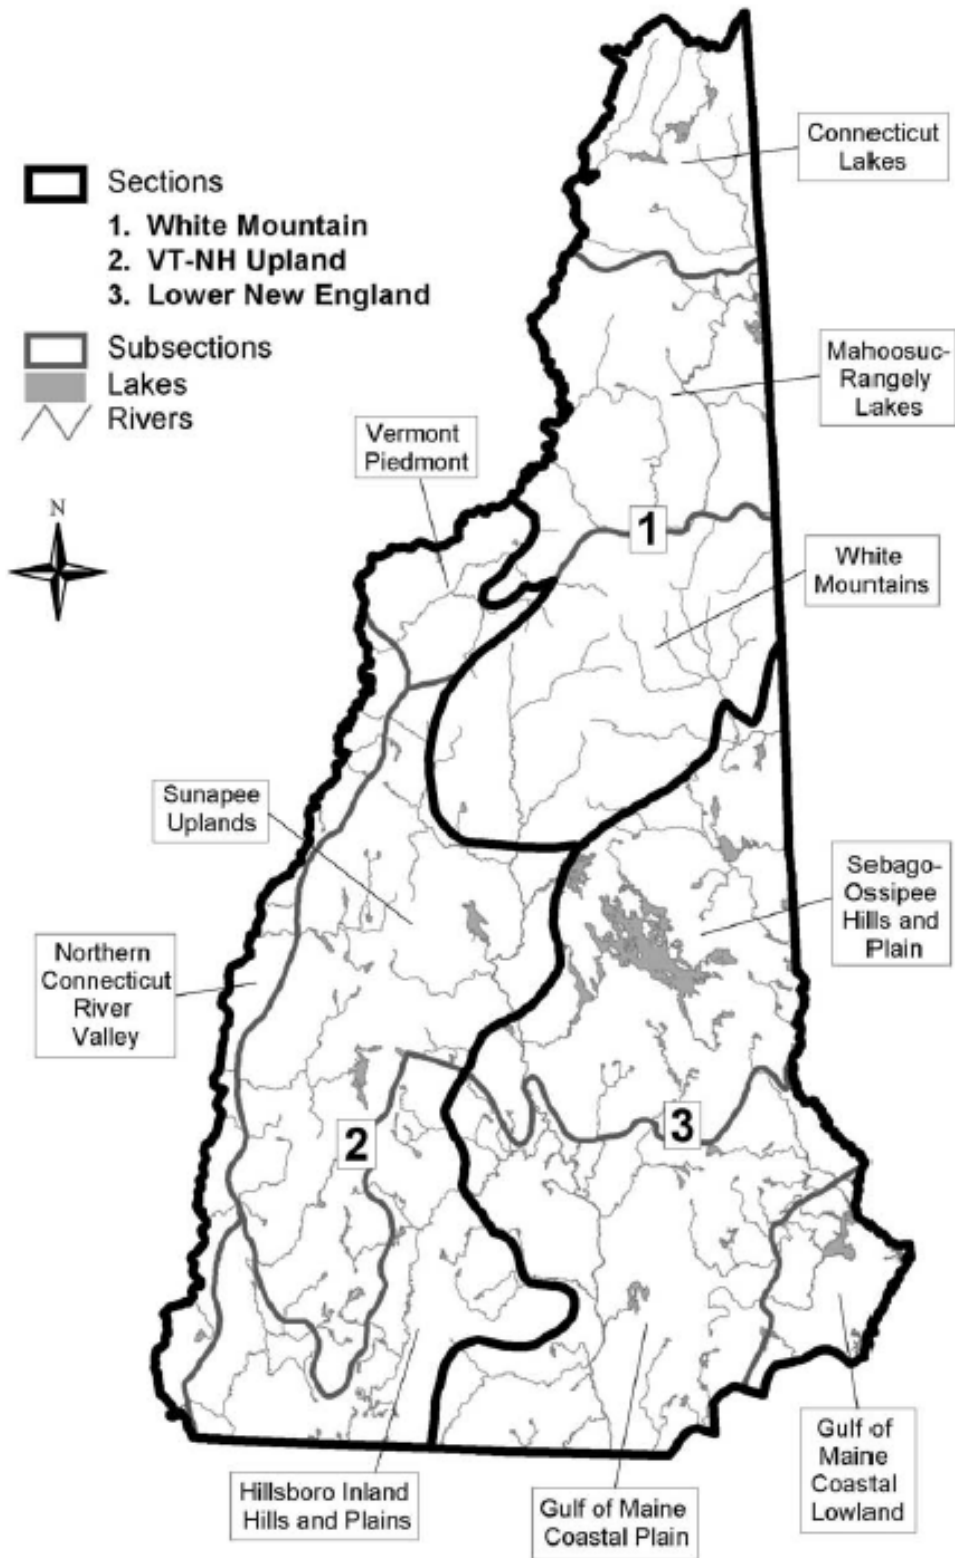 Connecticut
Lakes
Sections
1. White Mountain
2. VT-NH Upland
3. Lower New England
Subsections
Lakes
Rivers
Mahoosuc-
Rangely
Lakes
Vermont
Piedmont
N
1
White
Mountains
Sunapee
Uplands
Sebago-
Ossipee
Hills and
Plain
Northern
Connecticut
River
Valley
2
3
Gulf of
Maine
Coastal
Lowland
Hillsboro Inland
Hills and Plains
Gulf of Maine
Coastal Plain